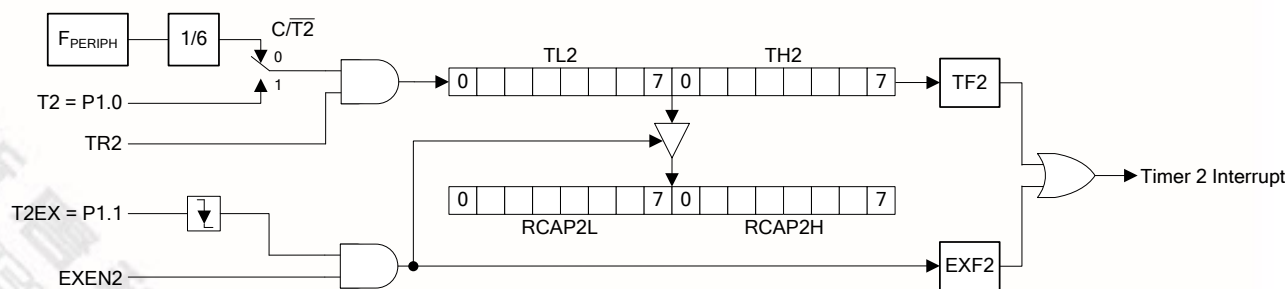 F_PERIPH
1/6
C/T2̅
0
1
T2 = P1.0
TR2
TL2
TH2
0 7 0 7
TF2
Timer 2 Interrupt
T2EX = P1.1
EXEN2
0 7 0 7
RCAP2L
RCAP2H
EXF2